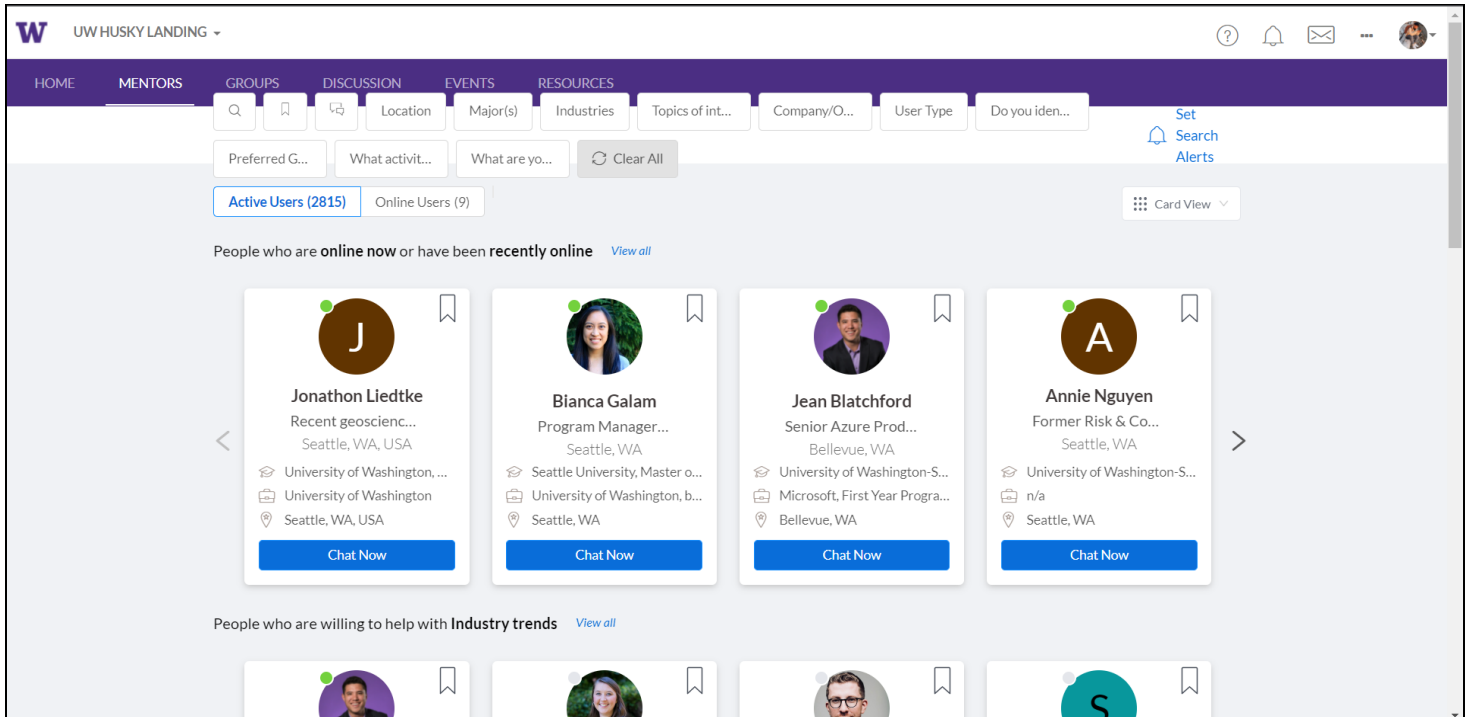 W UW HUSKY LANDING
HOME MENTORS GROUPS DISCUSSION EVENTS RESOURCES
Location Major(s) Industries Topics of int... Company/O... User Type Do you iden...
Set
Search
Alerts
Preferred G... What activit... What are yo... Clear All
Active Users (2815) Online Users (9)
Card View
People who are online now or have been recently online View all
J
Jonathon Liedtke
Recent geoscienc...
Seattle, WA, USA
University of Washington, ...
University of Washington
Seattle, WA, USA
Chat Now
Bianca Galam
Program Manager...
Seattle, WA
Seattle University, Master o...
University of Washington, b...
Seattle, WA
Chat Now
Jean Blatchford
Senior Azure Prod...
Bellevue, WA
University of Washington-S...
Microsoft, First Year Progra...
Bellevue, WA
Chat Now
A
Annie Nguyen
Former Risk & Co...
Seattle, WA
University of Washington-S...
n/a
Seattle, WA
Chat Now
People who are willing to help with Industry trends View all
S